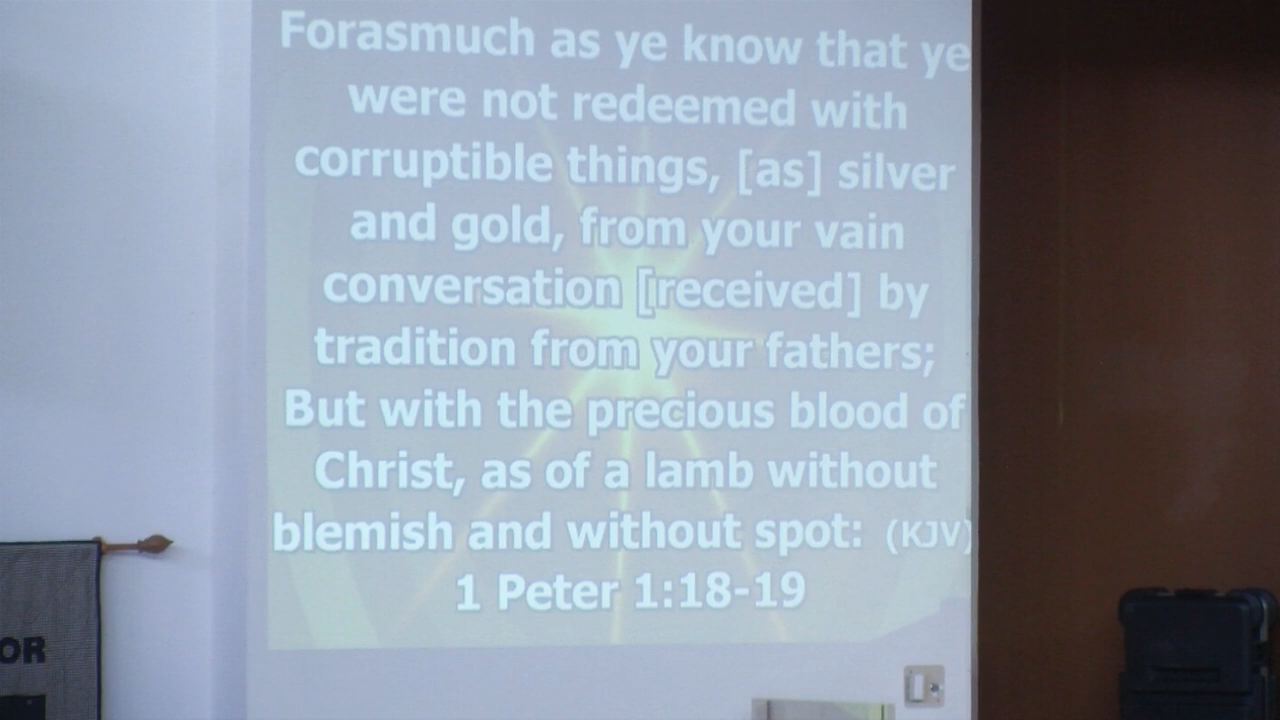 Forasmuch as ye know that ye
were not redeemed with
corruptible things, [as] silver
and gold, from your vain
conversation [received] by
tradition from your fathers;
But with the precious blood of
Christ, as of a lamb without
blemish and without spot: (KJV)
1 Peter 1:18-19
OR